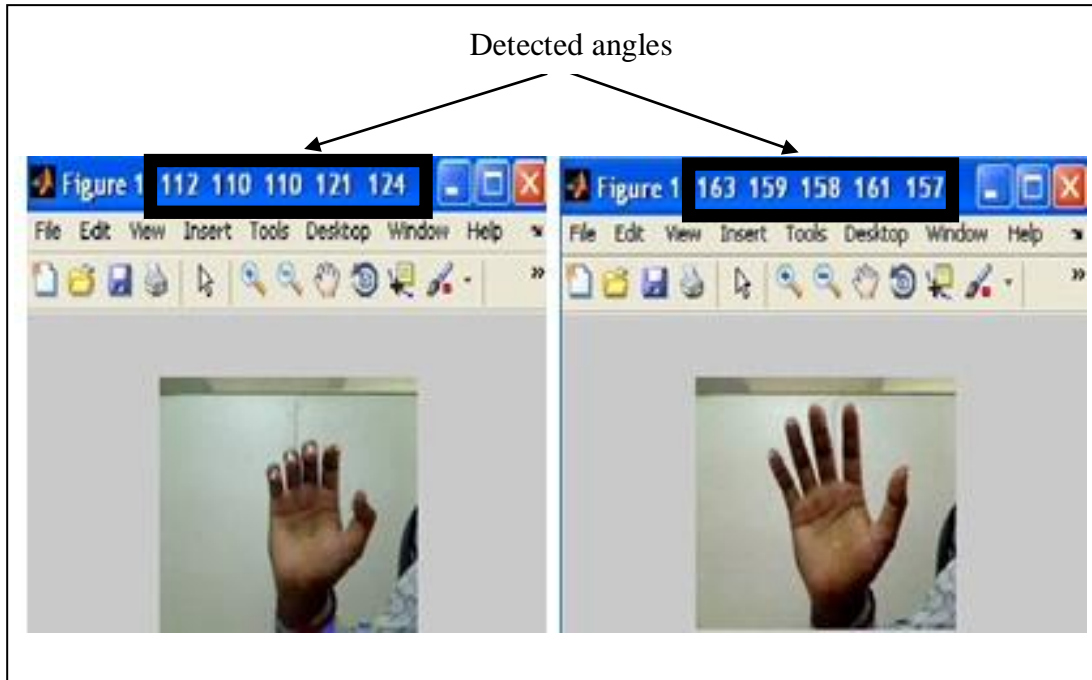 Detected angles
Figure 1 112 110 110 121 124
File Edit View Insert Tools Desktop Window Help
Figure 1 163 159 158 161 157
File Edit View Insert Tools Desktop Window Help